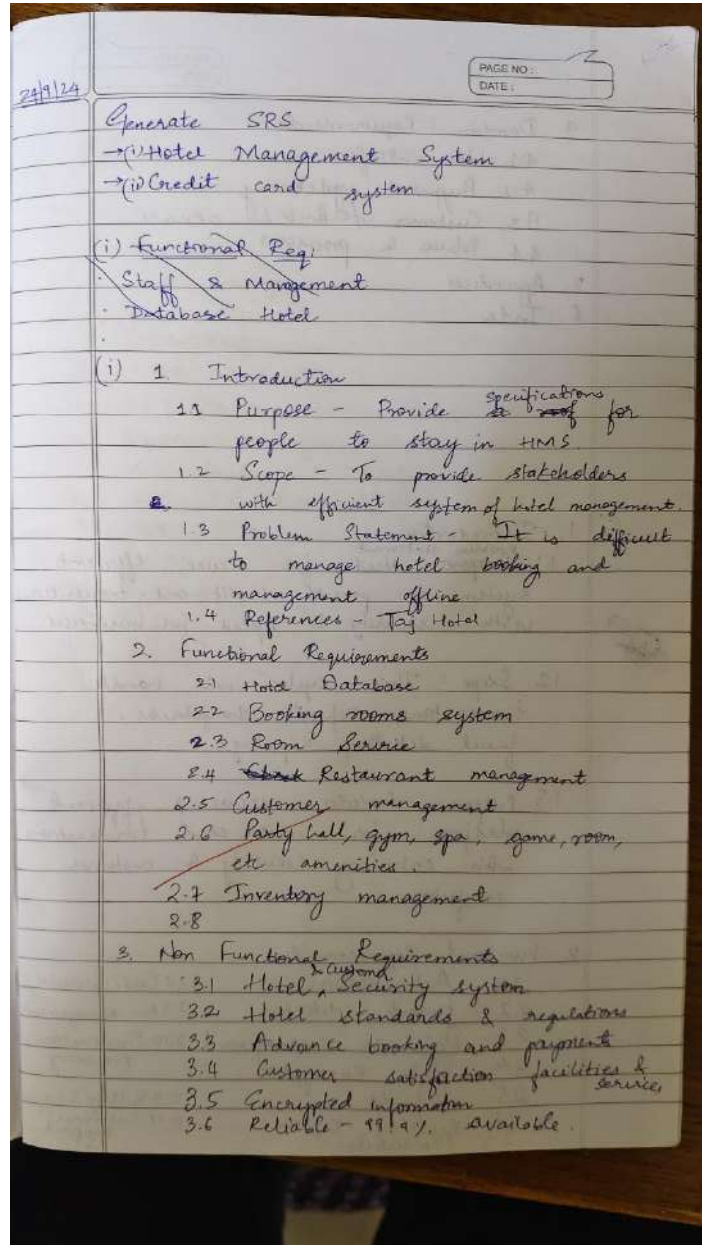 PAGE NO :
DATE :
24/9/24
Generate SRS
→(i) Hotel Management System
→(ii) Credit card system
(i) Functional Reqi
· Staff & Mangement
· Database Hotel
·
(i) 1. Introduction
1.1 Purpose - Provide specifications for
people to stay in HMS.
1.2 Scope - To provide stakeholders
with efficient system of hotel management.
1.3 Problem Statement - It is difficult
to manage hotel booking and
management offline
1.4 References - Taj Hotel
2. Functional Requirements
2.1 Hotel Database
2.2 Booking rooms system
2.3 Room Service
2.4 Restaurant management
2.5 Customer management
2.6 Party hall, gym, spa, game, room,
etc amenities.
2.7 Inventory management
2.8
3. Non Functional Requirements
3.1 Hotel & Customer Security system
3.2 Hotel standards & regulations
3.3 Advance booking and payments
3.4 Customer satisfaction facilities & services
3.5 Encrypted information
3.6 Reliable - 99.9% available.